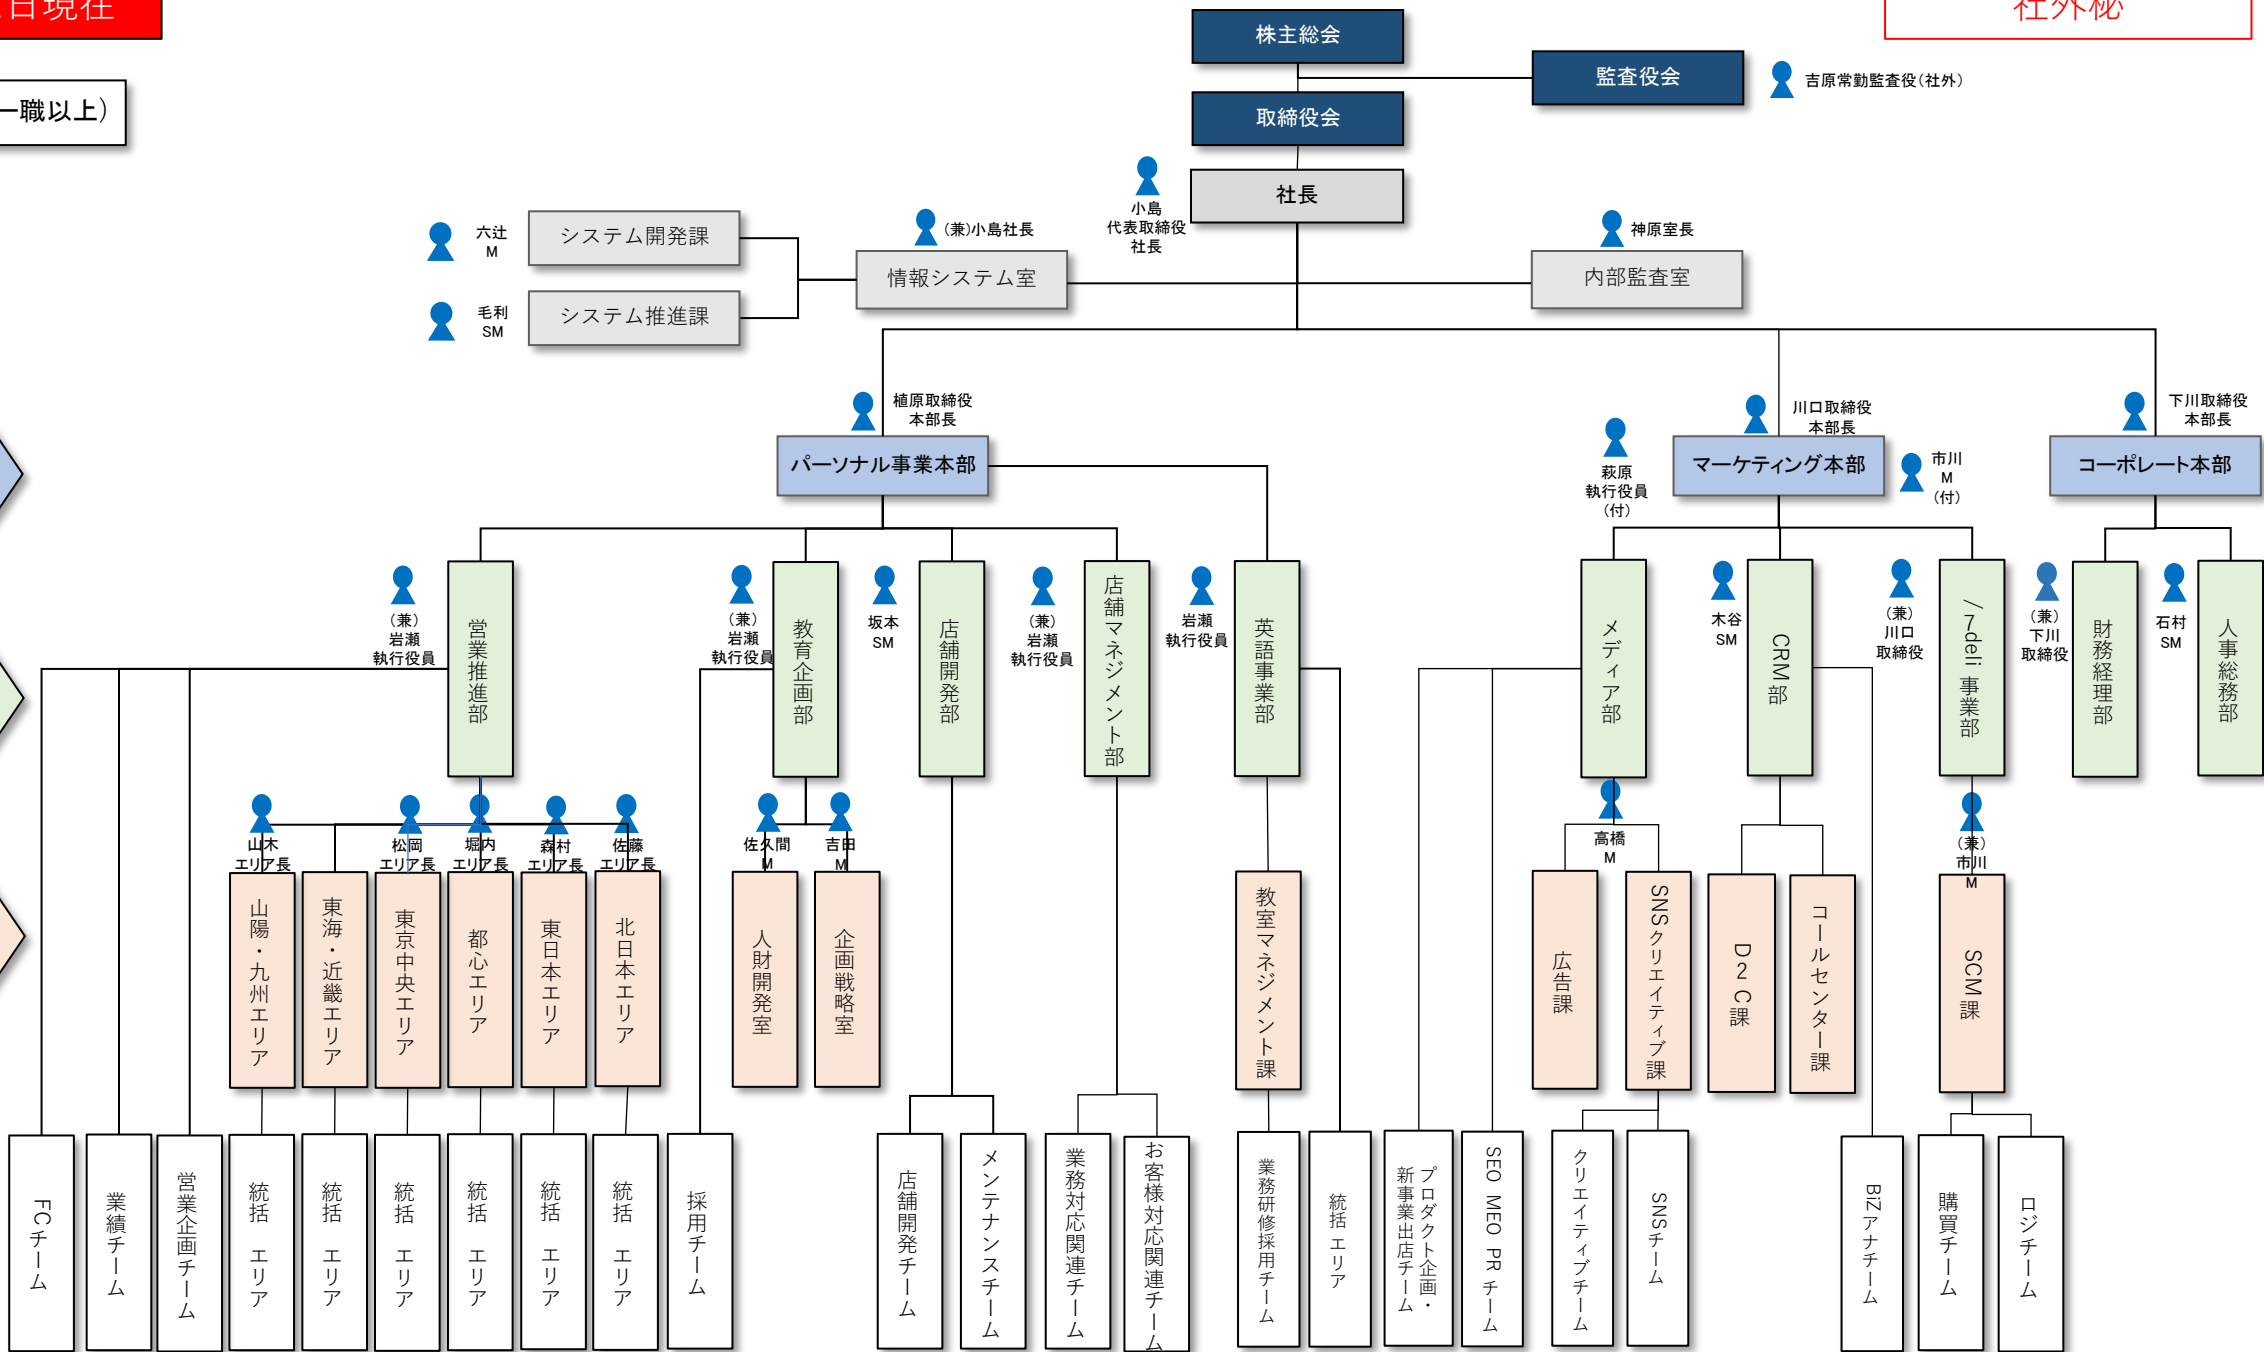 日現在
社外秘
株主総会
監査役会
吉原常勤監査役(社外)
ー職以上）
取締役会
社長
小島
代表取締役
社長
六辻
M
システム開発課
(兼)小島社長
神原室長
情報システム室
内部監査室
毛利
SM
システム推進課
植原取締役
本部長
川口取締役
本部長
下川取締役
本部長
パーソナル事業本部
萩原
執行役員
（付）
マーケティング本部
市川
M
（付）
コーポレート本部
（兼）
岩瀬
執行役員
営業推進部
（兼）
岩瀬
執行役員
教育企画部
坂本
SM
店舗開発部
（兼）
岩瀬
執行役員
店舗マネジメント部
岩瀬
執行役員
英語事業部
メディア部
木谷
SM
CRM部
（兼）
川口
取締役
/7deli 事業部
（兼）
下川
取締役
財務経理部
石村
SM
人事総務部
山木
エリア長
松岡
エリア長
堀内
エリア長
森村
エリア長
佐藤
エリア長
佐久間
M
吉田
M
高橋
M
（兼）
市川
M
山陽・九州エリア
東海・近畿エリア
東京中央エリア
都心エリア
東日本エリア
北日本エリア
人財開発室
企画戦略室
教室マネジメント課
広告課
SNSクリエイティブ課
D2C課
コールセンター課
SCM課
FCチーム
業績チーム
営業企画チーム
統括 エリア
統括 エリア
統括 エリア
統括 エリア
統括 エリア
統括 エリア
採用チーム
店舗開発チーム
メンテナンスチーム
業務対応関連チーム
お客様対応関連チーム
業務研修採用チーム
統括 エリア
プロダクト企画・
新事業出店チーム
SEO MEO PR チーム
クリエイティブチーム
SNSチーム
BiZアナチーム
購買チーム
ロジチーム